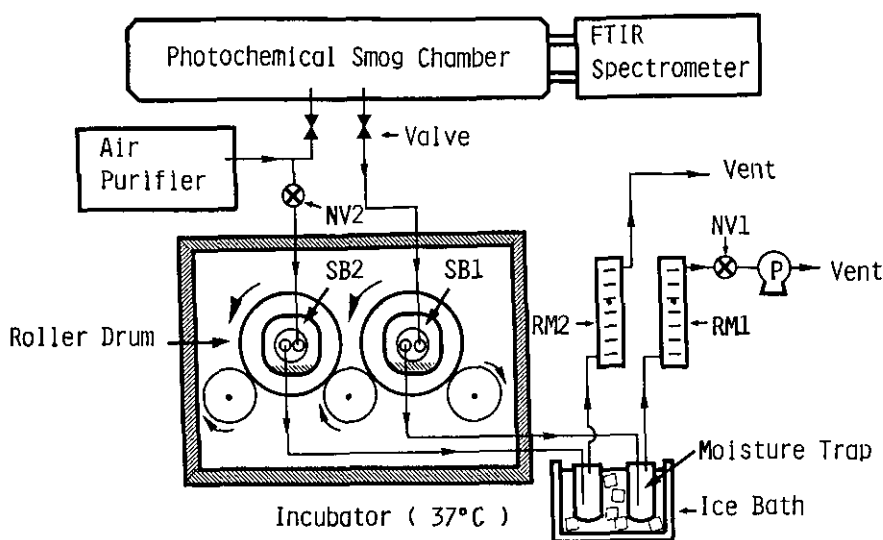 Photochemical Smog Chamber
FTIR
Spectrometer
Air
Purifier
Valve
Vent
NV2
NV1
SB2
SB1
P
Vent
Roller Drum
RM2
RM1
Moisture Trap
Ice Bath
Incubator ( 37°C )